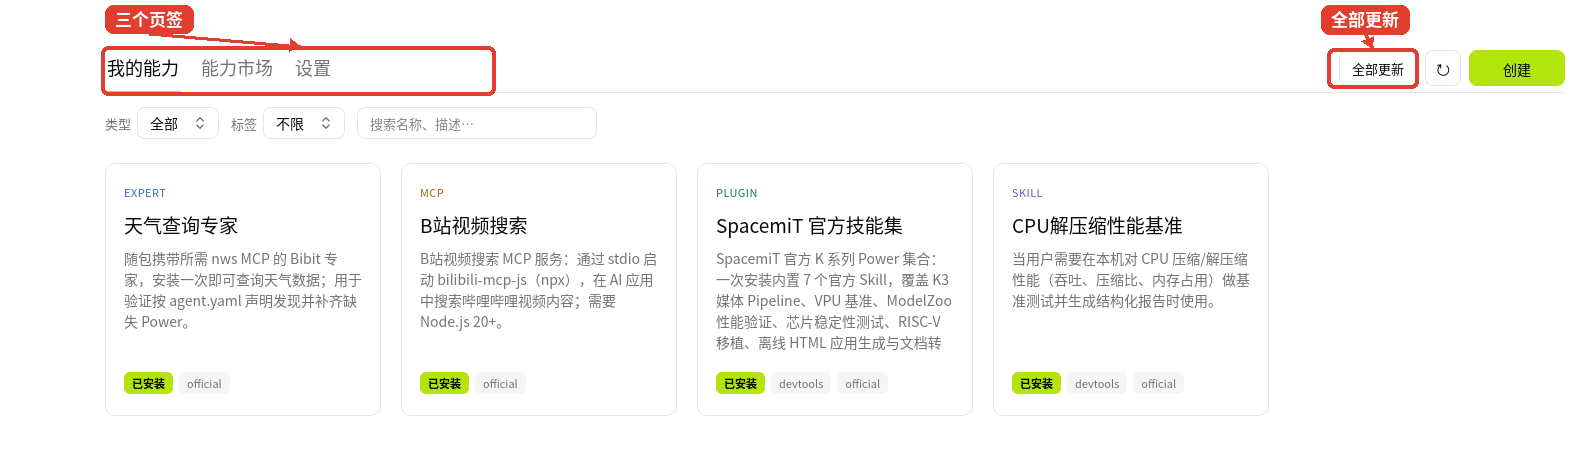 三个页签
全部更新
我的能力 能力市场 设置
全部更新 创建
类型 全部 标签 不限 搜索名称、描述…
EXPERT
天气查询专家
随包携带所需 nws MCP 的 Bibit 专
家，安装一次即可查询天气数据；用于
验证按 agent.yaml 声明发现并补齐缺
失 Power。
已安装 official
MCP
B站视频搜索
B站视频搜索 MCP 服务：通过 stdio 启
动 bilibili-mcp-js（npx），在 AI 应用
中搜索哔哩哔哩视频内容；需要
Node.js 20+。
已安装 official
PLUGIN
SpacemiT 官方技能集
SpacemiT 官方 K 系列 Power 集合：
一次安装内置 7 个官方 Skill，覆盖 K3
媒体 Pipeline、VPU 基准、ModelZoo
性能验证、芯片稳定性测试、RISC-V
移植、离线 HTML 应用生成与文档转
已安装 devtools official
SKILL
CPU解压缩性能基准
当用户需要在本机对 CPU 压缩/解压缩
性能（吞吐、压缩比、内存占用）做基
准测试并生成结构化报告时使用。
已安装 devtools official